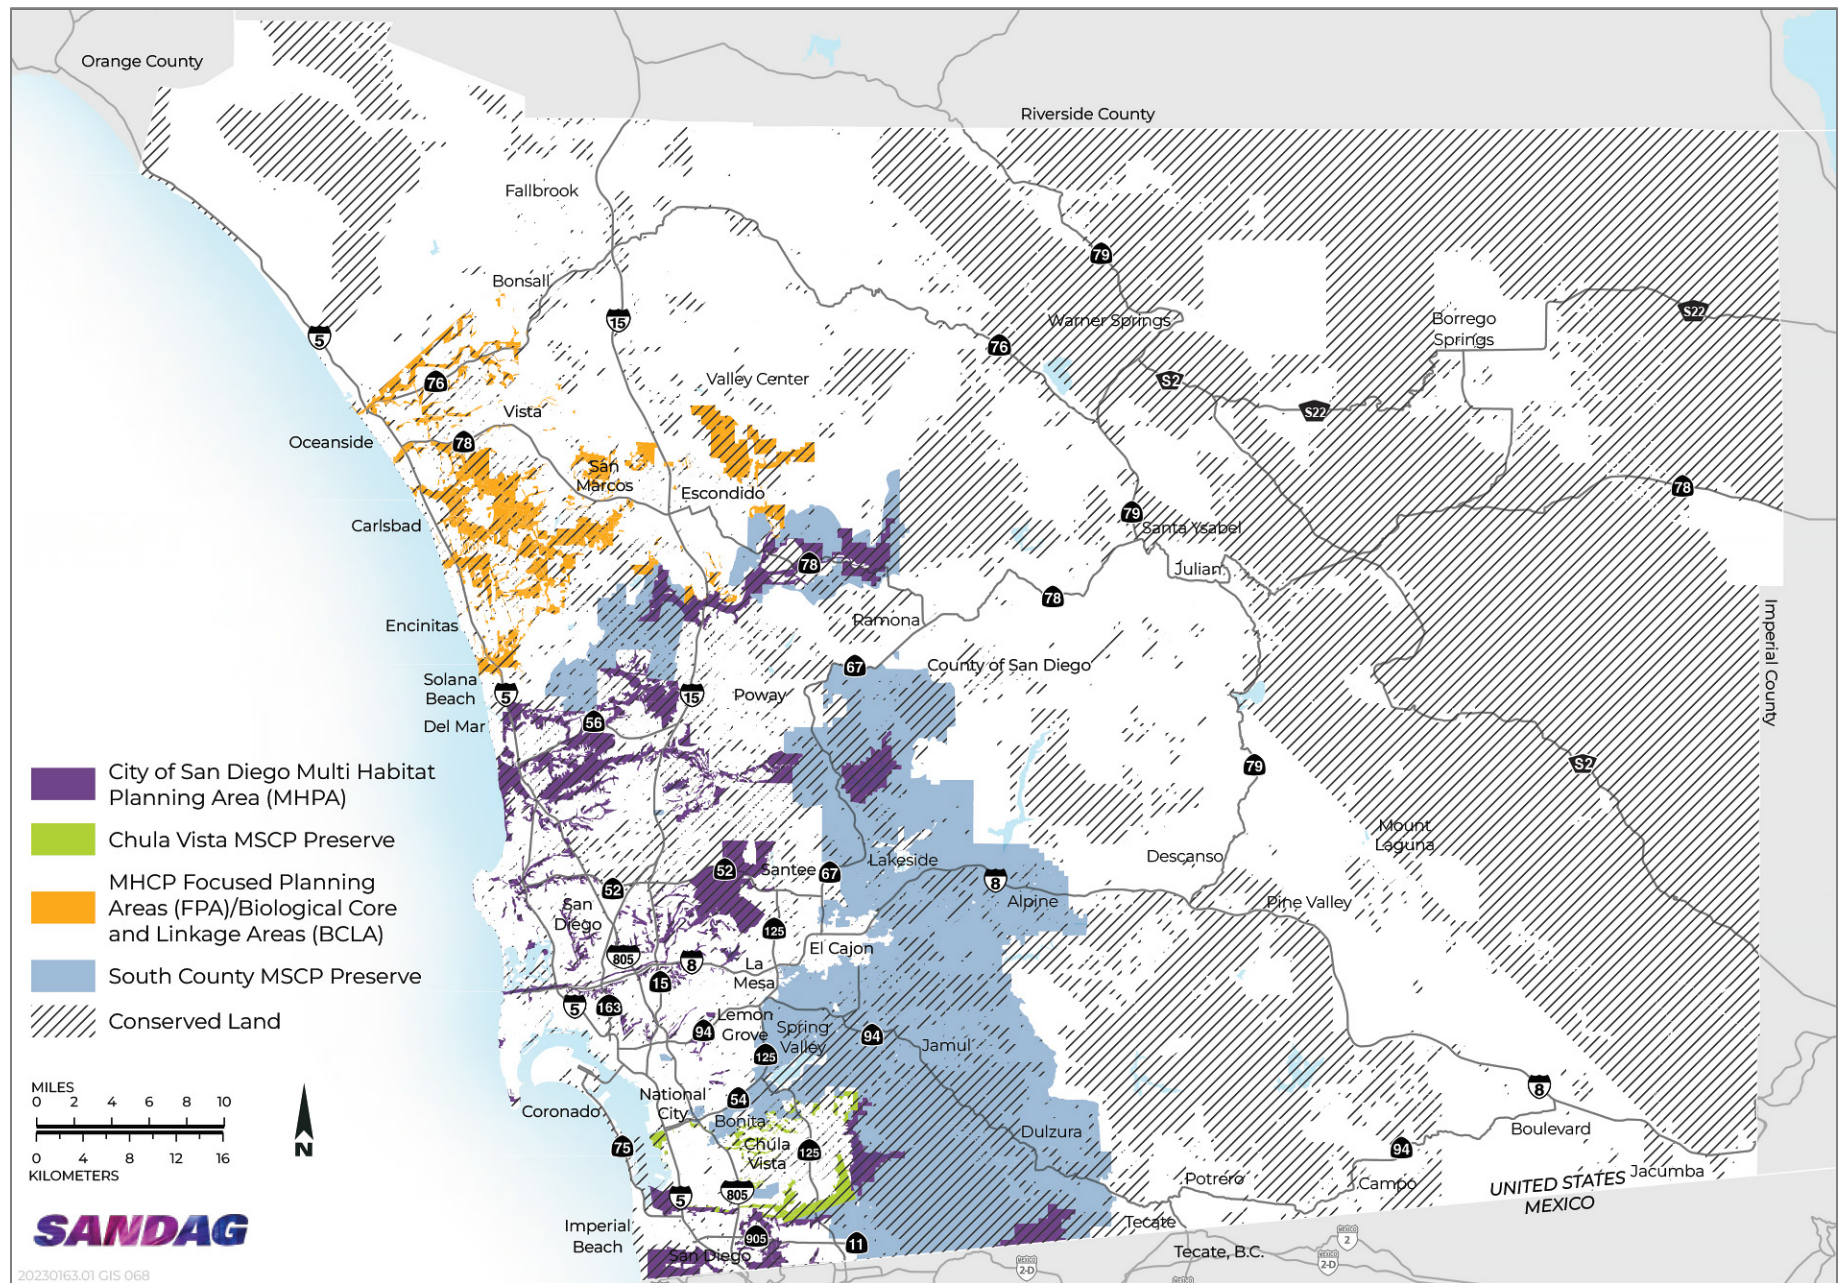 Orange County
Riverside County
Fallbrook
79
Bonsall
15
5
Warner Springs
Borrego
Springs
S22
76
Valley Center
76
S2
S22
Vista
Oceanside
78
San
Marcos
Escondido
78
Carlsbad
79
Santa Ysabel
78
Julian
78
Encinitas
Ramona
Imperial County
67
County of San Diego
Solana
Beach
5
15
Poway
Del Mar
56
City of San Diego Multi Habitat
Planning Area (MHPA)
79
S2
Chula Vista MSCP Preserve
Mount
Laguna
Lakeside
Descanso
52
Santee
67
MHCP Focused Planning
Areas (FPA)/Biological Core
and Linkage Areas (BCLA)
52
8
Alpine
Pine Valley
San
Diego
125
805
8
El Cajon
La
Mesa
South County MSCP Preserve
15
5
163
Conserved Land
Lemon
Grove
94
Spring
Valley
94
Jamul
125
MILES
0 2 4 6 8 10
0 4 8 12 16
KILOMETERS
N
National
City
54
Coronado
Bonita
8
Dulzura
Boulevard
75
Chula
Vista
125
94
Jacumba
5
805
Potrero
Campo
UNITED STATES
MEXICO
SANDAG
Imperial
Beach
905
San Diego
11
Tecate
Tecate, B.C.
MEXICO
2
MEXICO
2-D
MEXICO
2-D
20230163.01 GIS 068